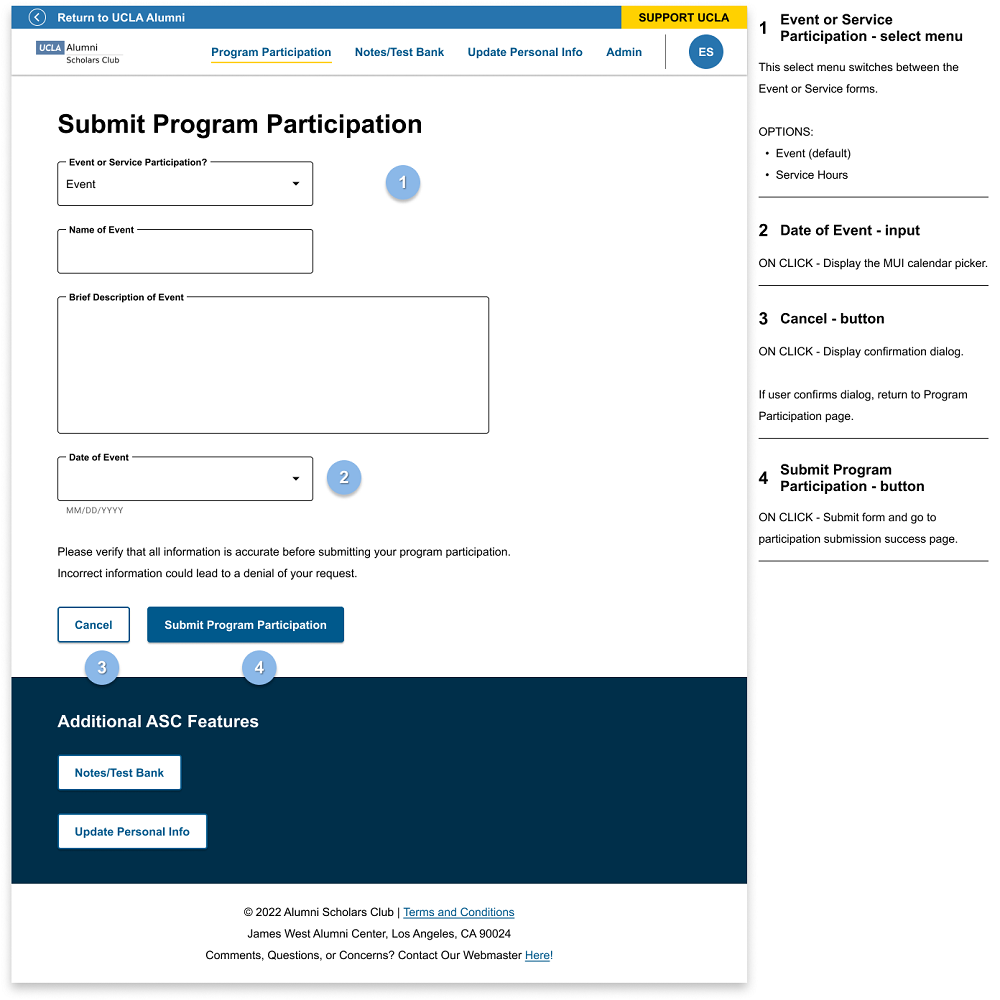 Return to UCLA Alumni
SUPPORT UCLA
UCLA Alumni
Scholars Club
Program Participation
Notes/Test Bank
Update Personal Info
Admin
ES
Submit Program Participation
Event or Service Participation?
Event
1
Name of Event
Brief Description of Event
Date of Event
2
MM/DD/YYYY
Please verify that all information is accurate before submitting your program participation.
Incorrect information could lead to a denial of your request.
Cancel
Submit Program Participation
3
4
Additional ASC Features
Notes/Test Bank
Update Personal Info
© 2022 Alumni Scholars Club | Terms and Conditions
James West Alumni Center, Los Angeles, CA 90024
Comments, Questions, or Concerns? Contact Our Webmaster Here!
1 Event or Service
Participation - select menu
This select menu switches between the
Event or Service forms.
OPTIONS:
• Event (default)
• Service Hours
2 Date of Event - input
ON CLICK - Display the MUI calendar picker.
3 Cancel - button
ON CLICK - Display confirmation dialog.
If user confirms dialog, return to Program
Participation page.
4 Submit Program
Participation - button
ON CLICK - Submit form and go to
participation submission success page.